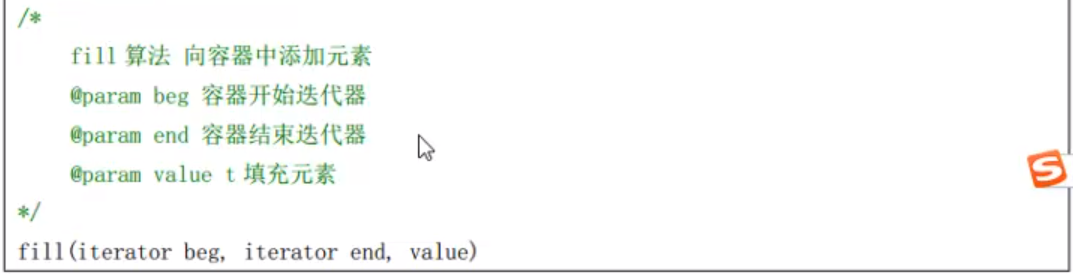 /*
fill 算法 向容器中添加元素
@param beg 容器开始迭代器
@param end 容器结束迭代器
@param value t 填充元素
*/
fill(iterator beg, iterator end, value)